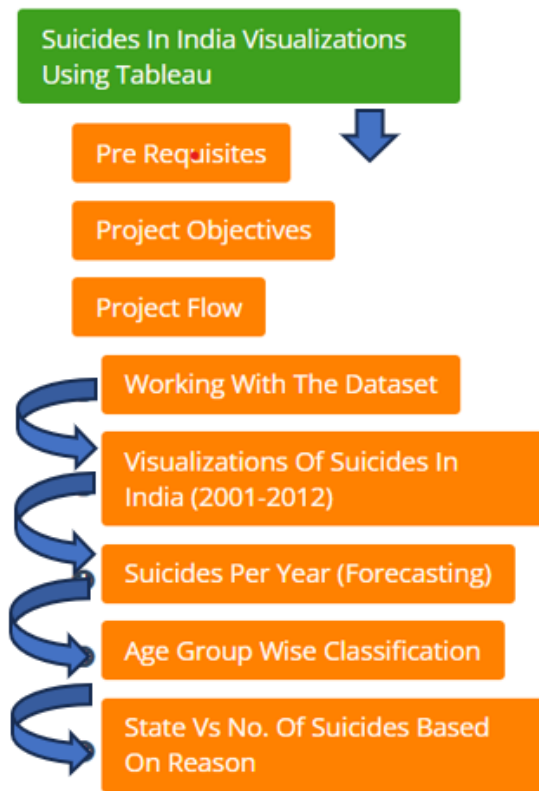 Suicides In India Visualizations
Using Tableau
Pre Requisites
Project Objectives
Project Flow
Working With The Dataset
Visualizations Of Suicides In
India (2001-2012)
Suicides Per Year (Forecasting)
Age Group Wise Classification
State Vs No. Of Suicides Based
On Reason